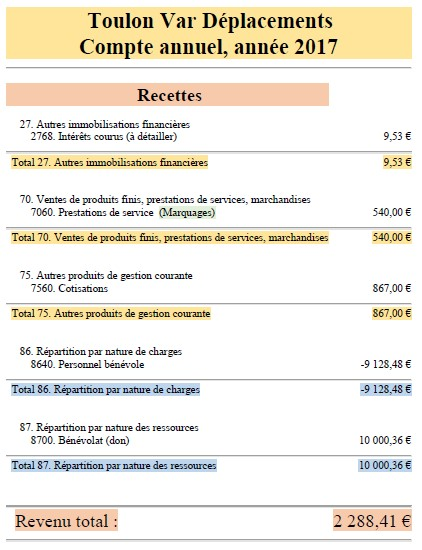 Toulon Var Déplacements
Compte annuel, année 2017
Recettes
27. Autres immobilisations financières
2768. Intérêts courus (à détailler) 9,53 €
Total 27. Autres immobilisations financières 9,53 €
70. Ventes de produits finis, prestations de services, marchandises
7060. Prestations de service (Marquages) 540,00 €
Total 70. Ventes de produits finis, prestations de services, marchandises 540,00 €
75. Autres produits de gestion courante
7560. Cotisations 867,00 €
Total 75. Autres produits de gestion courante 867,00 €
86. Répartition par nature de charges
8640. Personnel bénévole -9 128,48 €
Total 86. Répartition par nature de charges -9 128,48 €
87. Répartition par nature des ressources
8700. Bénévolat (don) 10 000,36 €
Total 87. Répartition par nature des ressources 10 000,36 €
Revenu total : 2 288,41 €